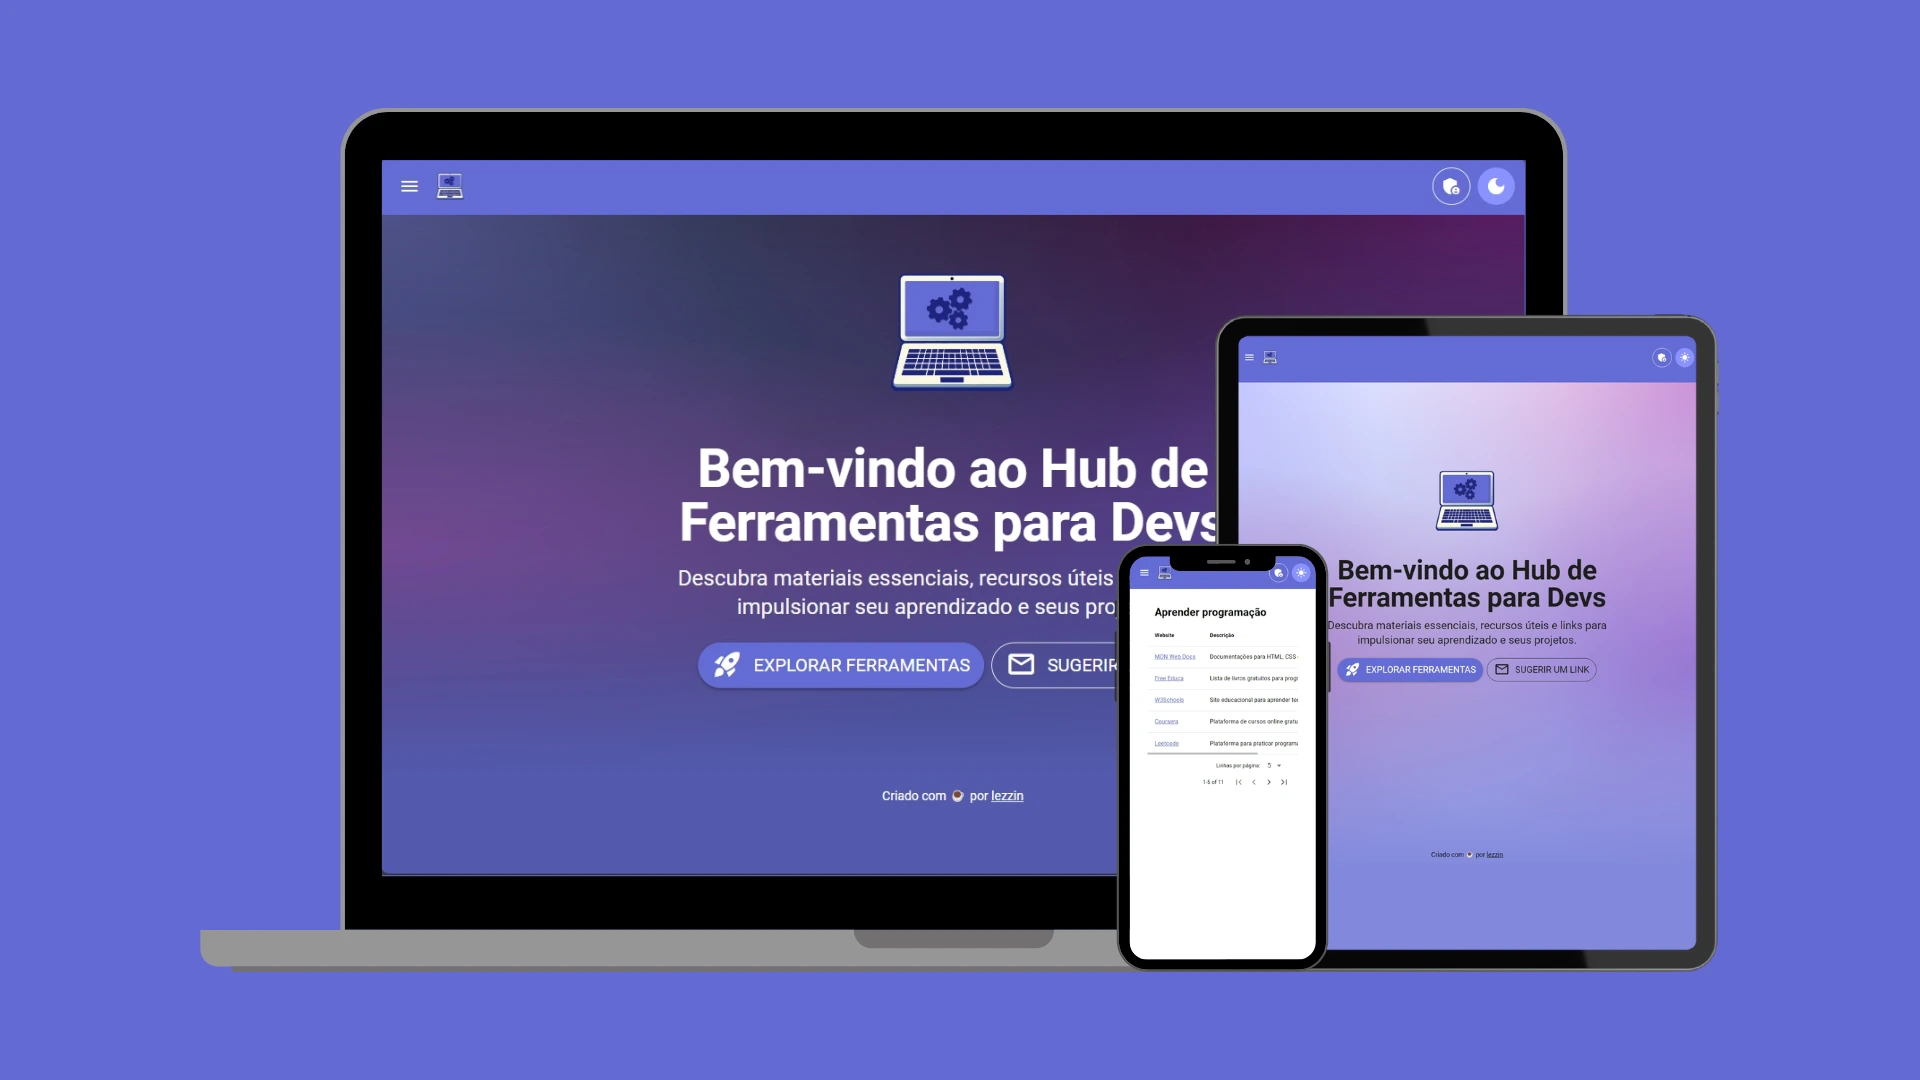 Bem-vindo ao Hub de
Ferramentas para Devs
Descubra materiais essenciais, recursos úteis
impulsionar seu aprendizado e seus pro
EXPLORAR FERRAMENTAS
SUGERIR
Criado com ☕ por lezzin
Bem-vindo ao Hub de
Ferramentas para Devs
Descubra materiais essenciais, recursos úteis e links para
impulsionar seu aprendizado e seus projetos.
EXPLORAR FERRAMENTAS
SUGERIR UM LINK
Criado com ☕ por lezzin
Aprender programação
Website Descrição
MDN Web Docs Documentações para HTML, CSS
Free Educa Lista de livros gratuitos para progr
W3Schools Site educacional para aprender te
Coursera Plataforma de cursos online gratu
Leetcode Plataforma para praticar programa
Linhas por página: 5
1-5 of 11